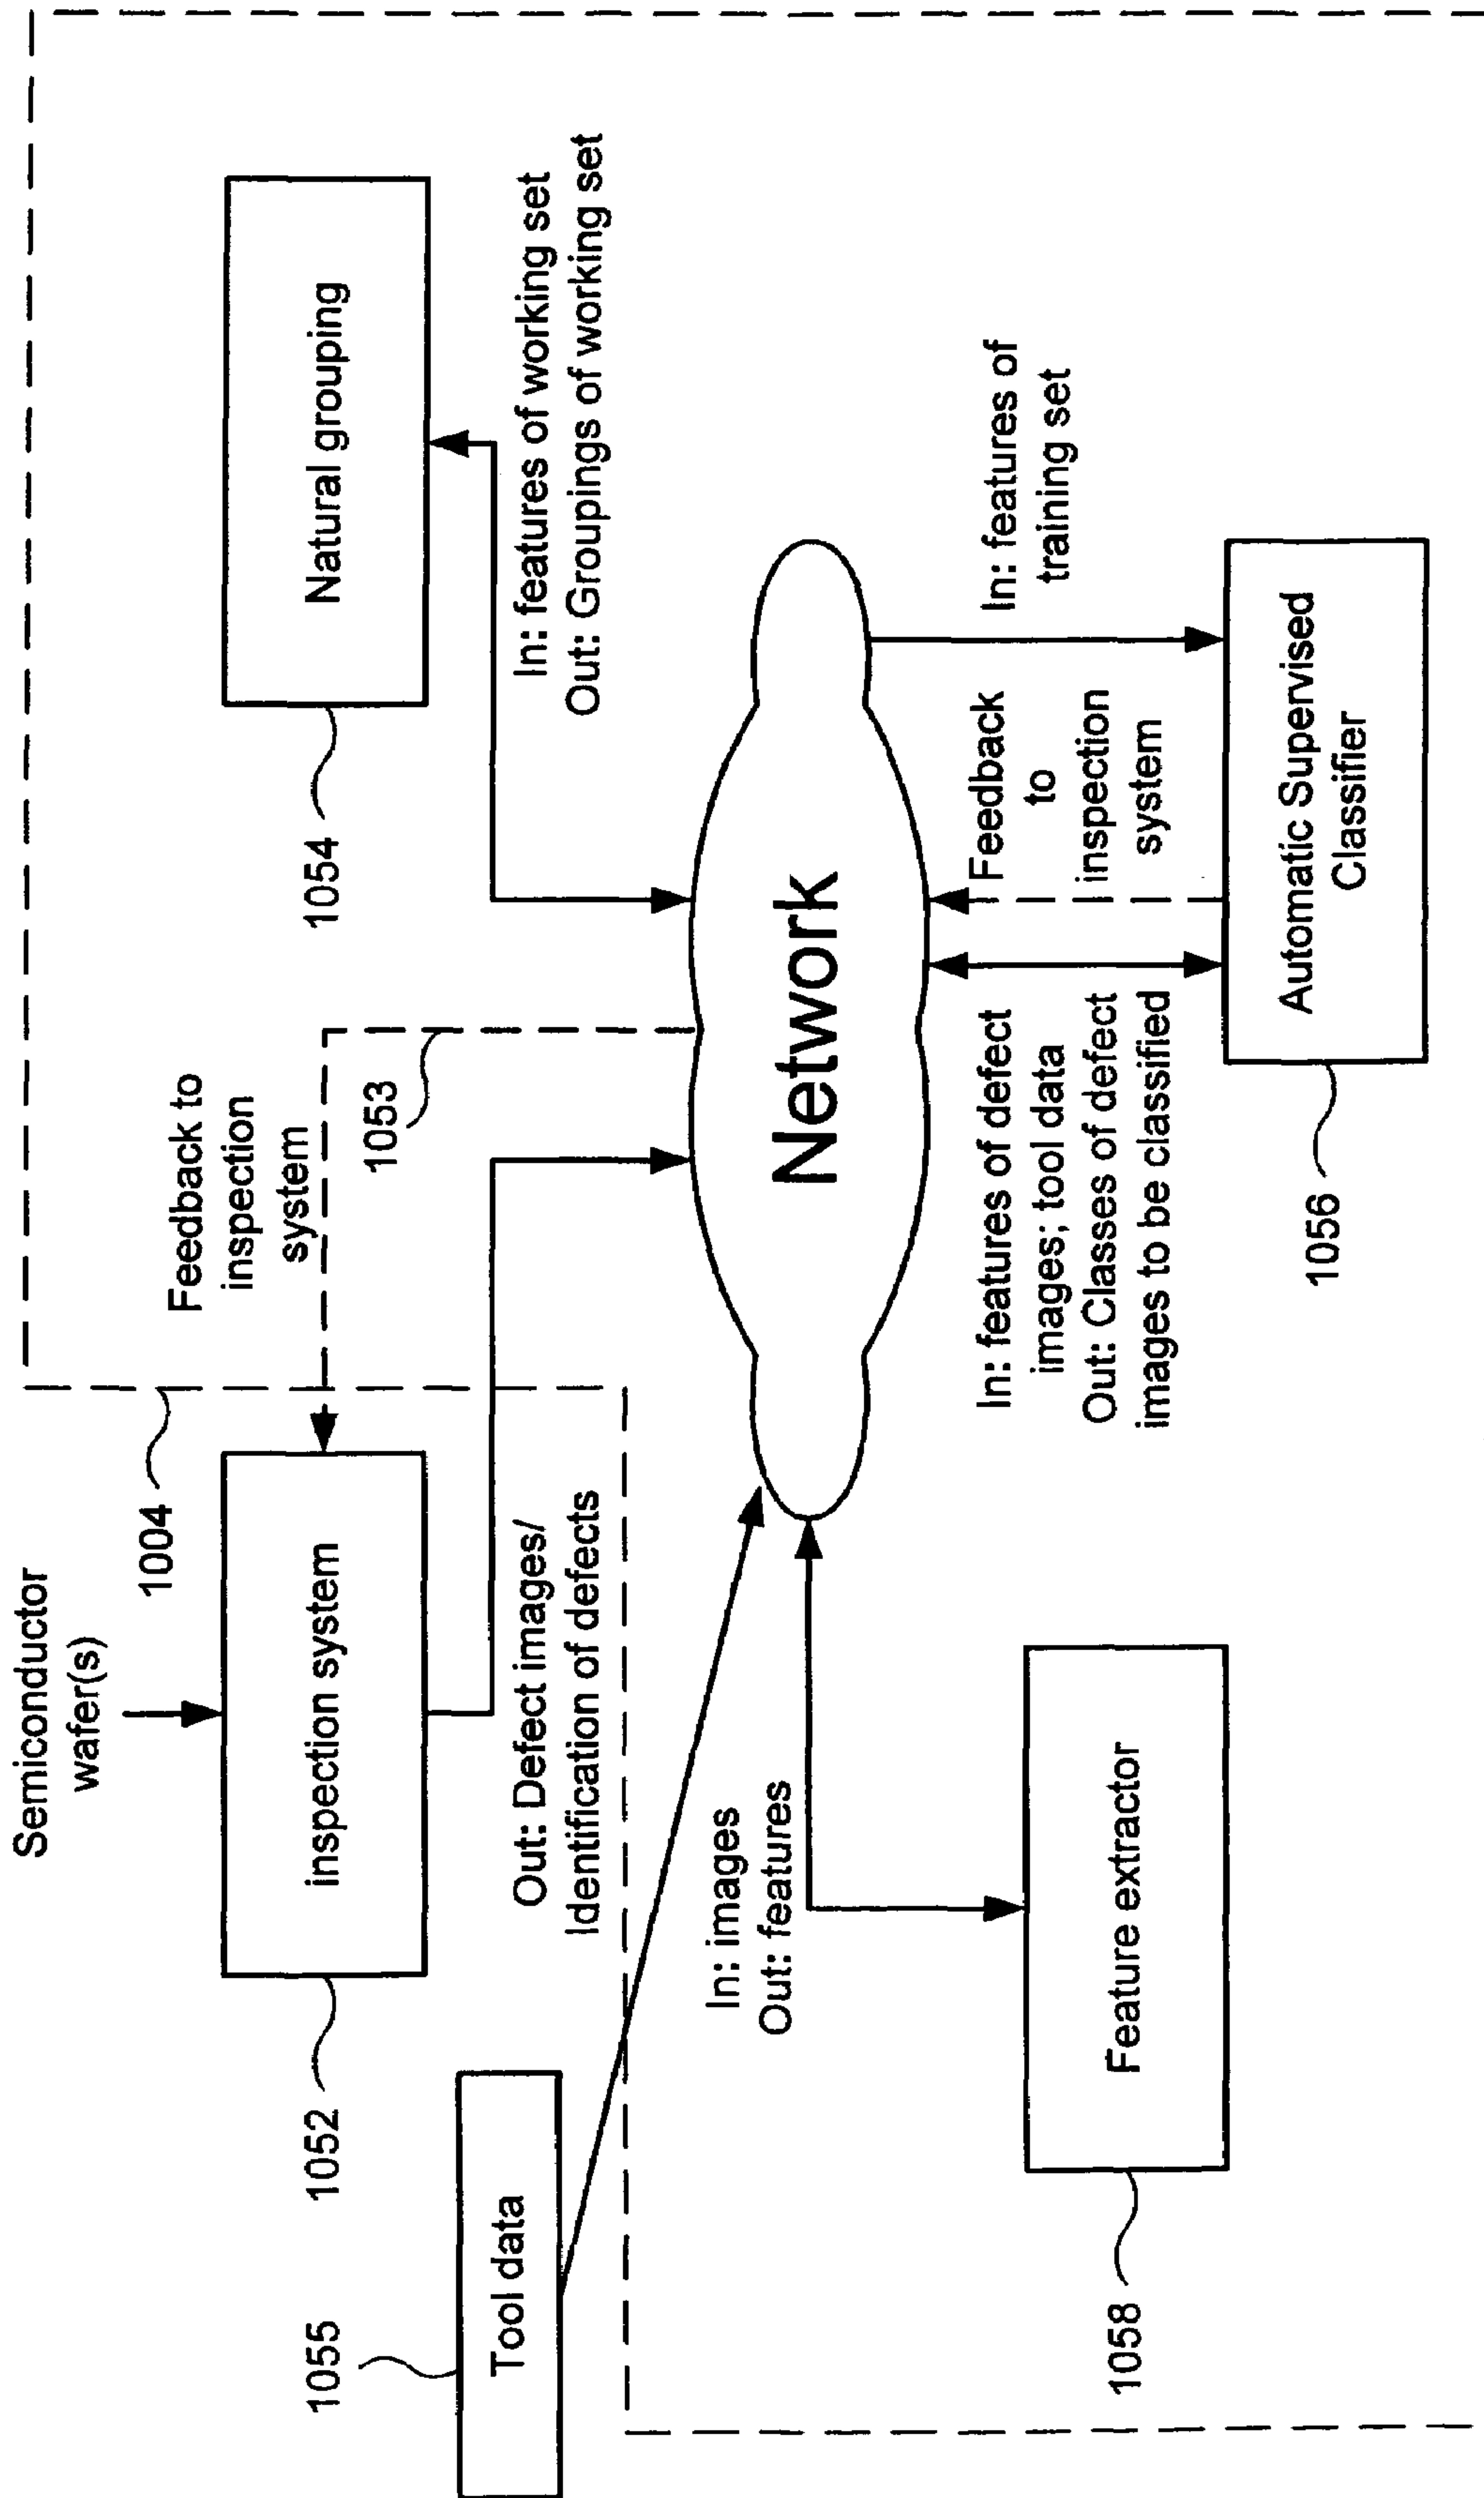 Semiconductor
wafer(s)
1004
Feedback to
inspection
system
1053
1052
inspection system
1054
Natural grouping
1055
Tool data
Out: Defect images/
Identification of defects
In: features of working set
Out: Groupings of working set
In: images
Out: features
Network
In: features of defect
images; tool data
Out: Classes of defect
images to be classified
Feedback
to
inspection
system
In: features of
training set
1058
Feature extractor
1056
Automatic Supervised
Classifier